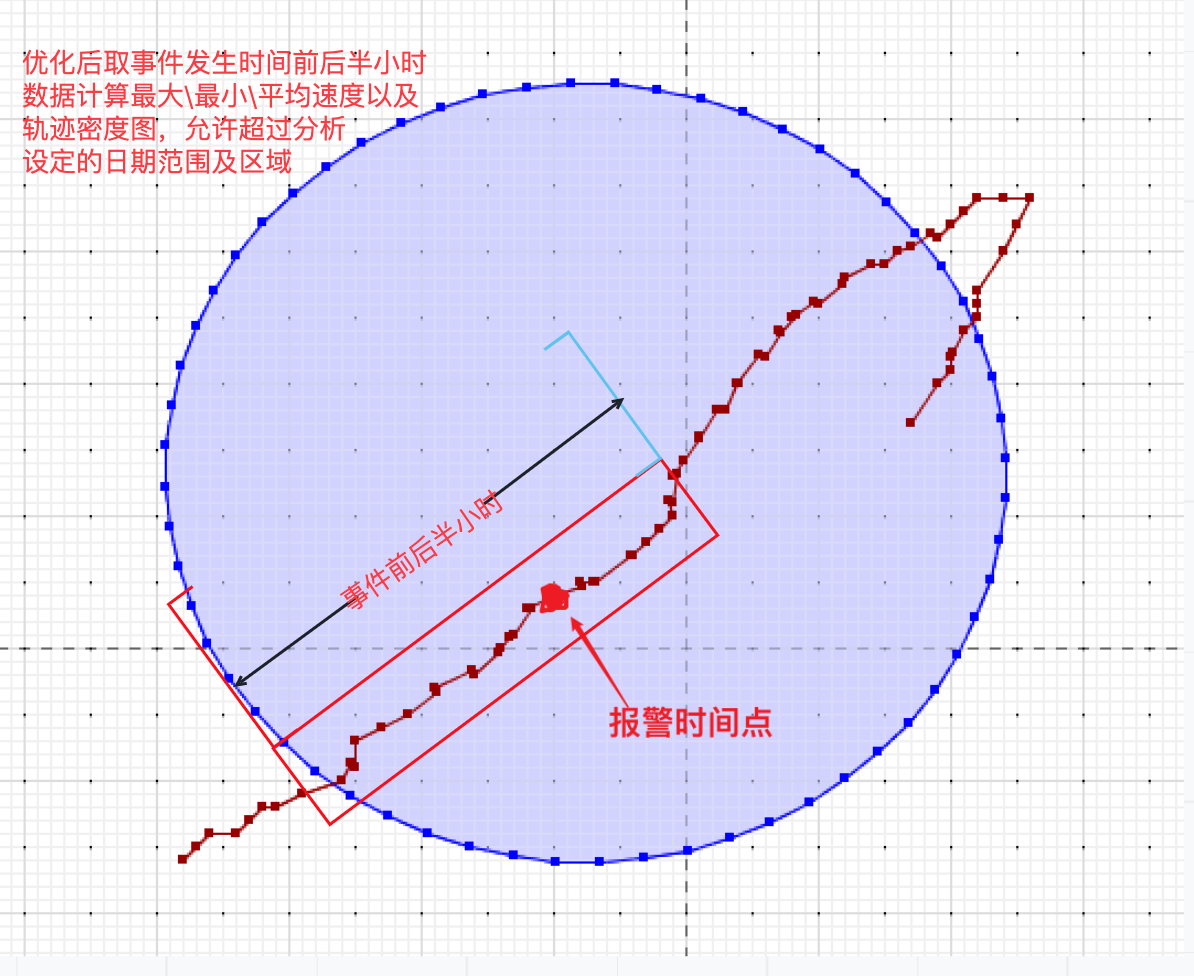 优化后取事件发生时间前后半小时
数据计算最大\最小\平均速度以及
轨迹密度图，允许超过分析
设定的日期范围及区域
事件前后半小时
报警时间点